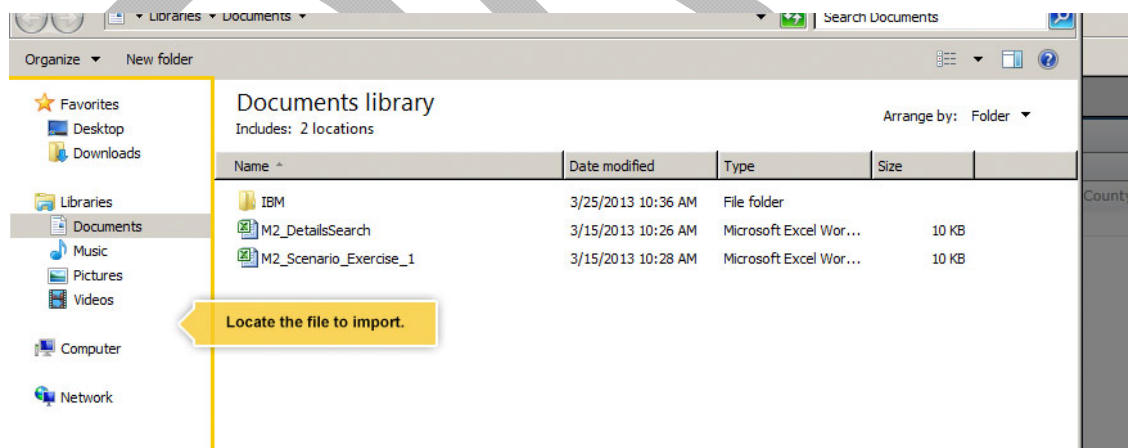 Libraries Documents Search Documents
Organize New folder
Favorites
Desktop
Downloads
Libraries
Documents
Music
Pictures
Videos
Computer
Network
Documents library
Includes: 2 locations
Arrange by: Folder
Name Date modified Type Size
IBM 3/25/2013 10:36 AM File folder
M2_DetailsSearch 3/15/2013 10:26 AM Microsoft Excel Wor... 10 KB
M2_Scenario_Exercise_1 3/15/2013 10:28 AM Microsoft Excel Wor... 10 KB
Locate the file to import.
County